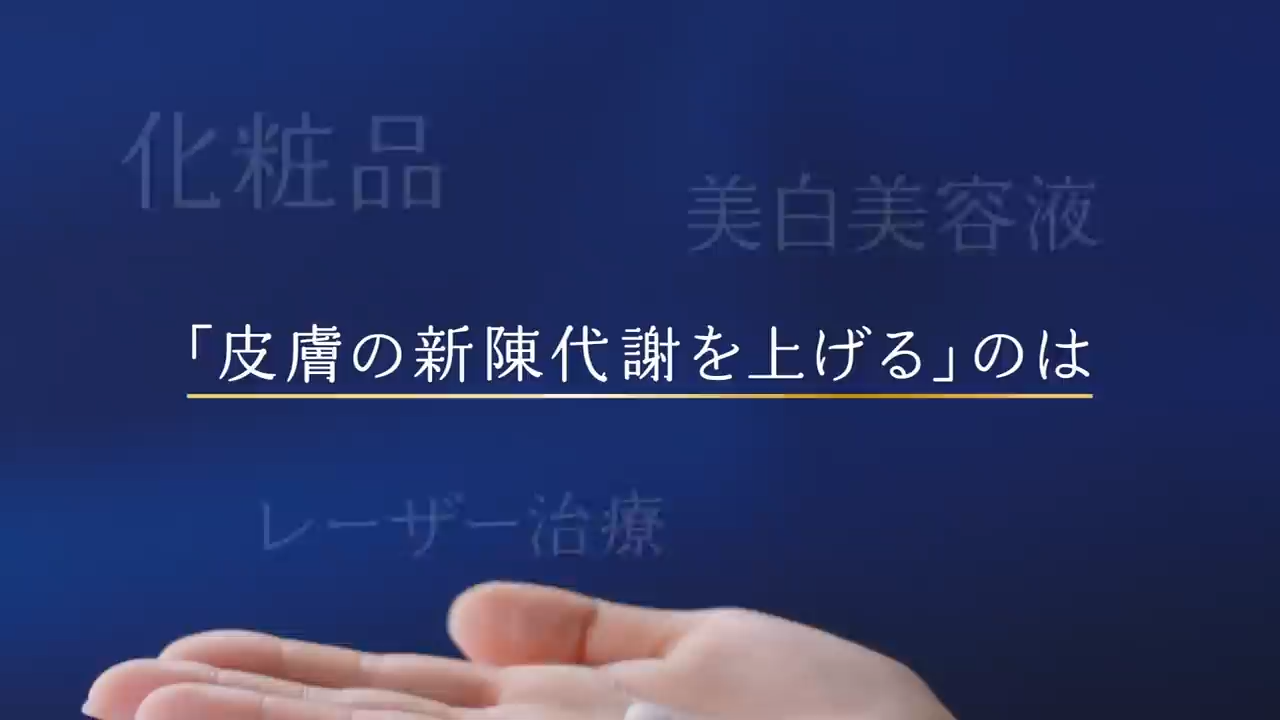 化粧品
美白美容液
「皮膚の新陳代謝を上げる」のは
レーザー治療